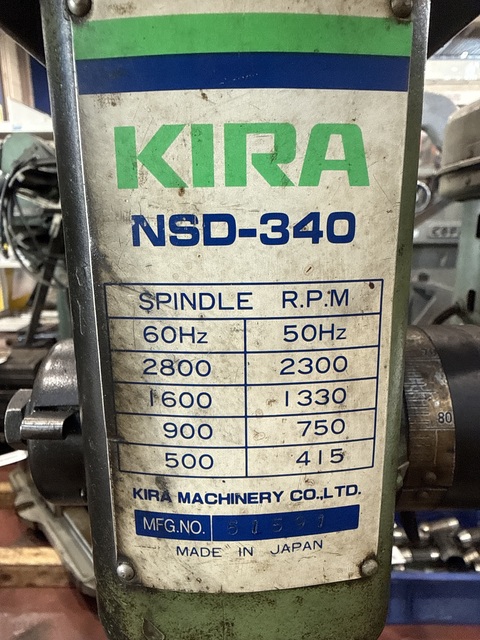 KIRA
NSD-340
SPINDLE R.P.M
60Hz 50Hz
2800 2300
1600 1330
900 750
500 415
KIRA MACHINERY CO.,LTD.
MFG.NO.
MADE IN JAPAN
80